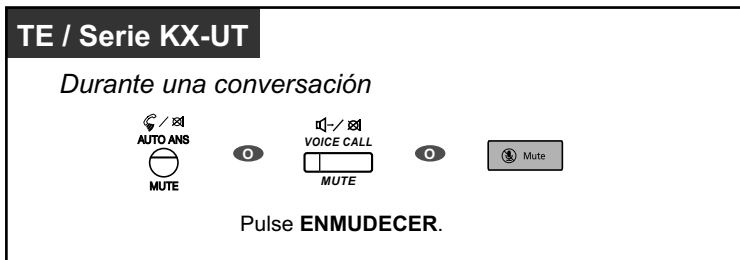 TE / Serie KX-UT
Durante una conversación
AUTO ANS
MUTE
O
VOICE CALL
MUTE
O
Mute
Pulse ENMUDECER.